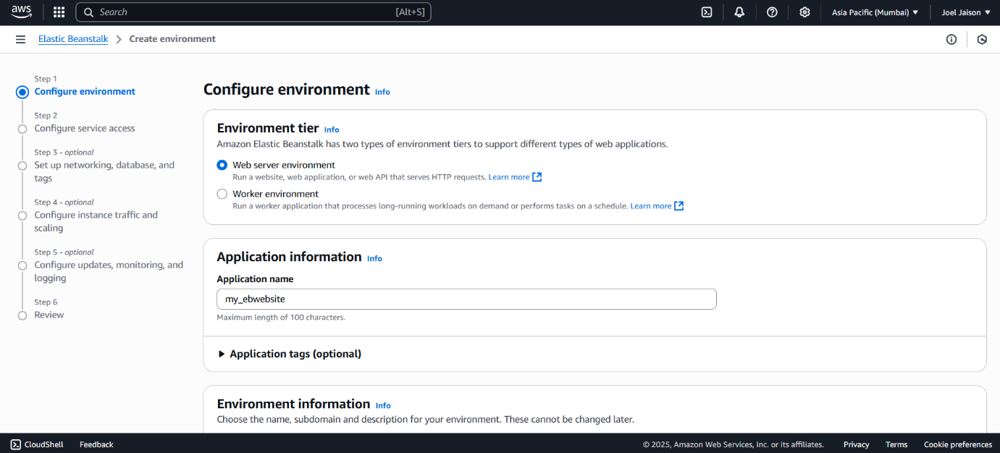 aws
Search [Alt+S]
Asia Pacific (Mumbai)
Joel Jaison
Elastic Beanstalk
Create environment
Step 1
Configure environment
Step 2
Configure service access
Step 3 - optional
Set up networking, database, and
tags
Step 4 - optional
Configure instance traffic and
scaling
Step 5 - optional
Configure updates, monitoring, and
logging
Step 6
Review
Configure environment Info
Environment tier Info
Amazon Elastic Beanstalk has two types of environment tiers to support different types of web applications.
Web server environment
Run a website, web application, or web API that serves HTTP requests. Learn more
Worker environment
Run a worker application that processes long-running workloads on demand or performs tasks on a schedule. Learn more
Application information Info
Application name
my_ebwebsite
Maximum length of 100 characters.
Application tags (optional)
Environment information Info
Choose the name, subdomain and description for your environment. These cannot be changed later.
CloudShell
Feedback
© 2025, Amazon Web Services, Inc. or its affiliates.
Privacy
Terms
Cookie preferences